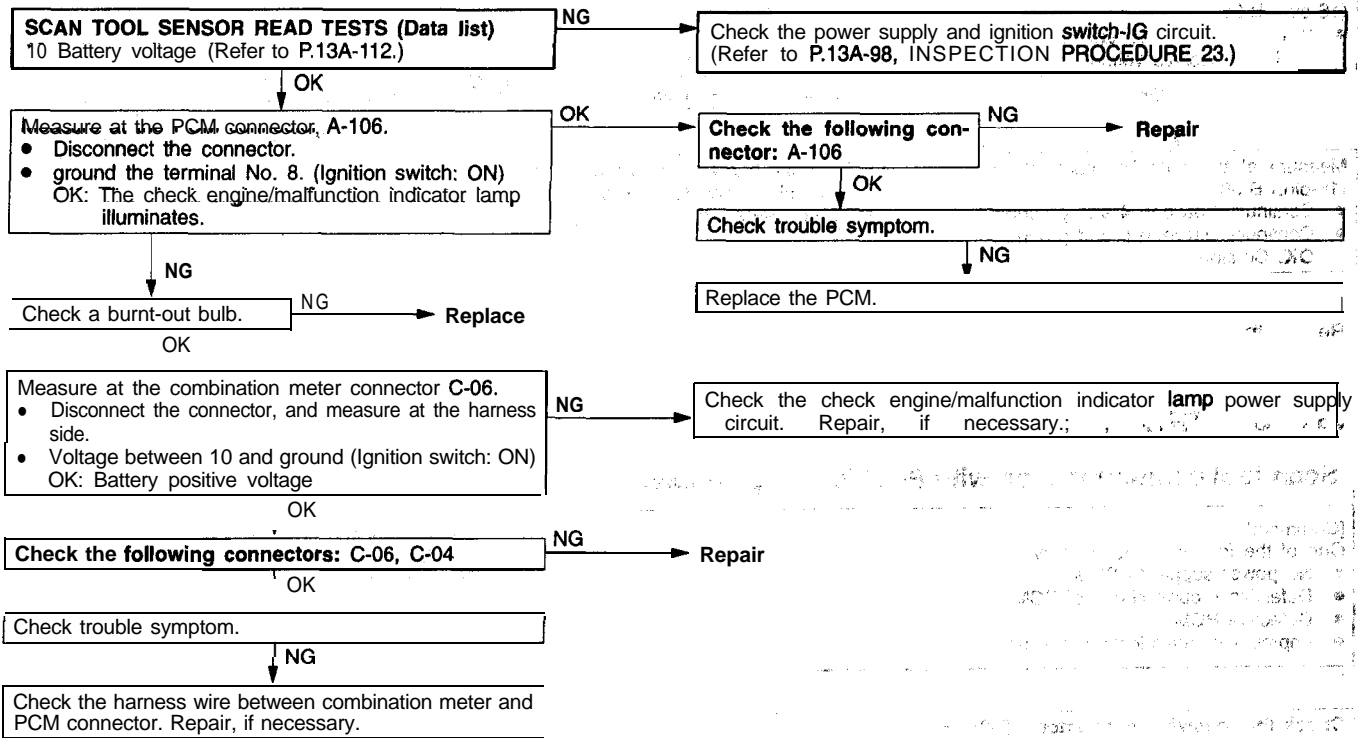 SCAN TOOL SENSOR READ TESTS (Data list)
10 Battery voltage (Refer to P.13A-112.)
NG
Check the power supply and ignition switch-IG circuit.
(Refer to P.13A-98, INSPECTION PROCEDURE 23.)
OK
Measure at the PCM connector, A-106.
● Disconnect the connector.
● ground the terminal No. 8. (Ignition switch: ON)
OK: The check engine/malfunction indicator lamp
illuminates.
OK
Check the following con-
nector: A-106
NG
Repair
OK
Check trouble symptom.
NG
Replace the PCM.
NG
Check a burnt-out bulb.
NG
Replace
OK
Measure at the combination meter connector C-06.
● Disconnect the connector, and measure at the harness
side.
● Voltage between 10 and ground (Ignition switch: ON)
OK: Battery positive voltage
NG
Check the check engine/malfunction indicator lamp power supply
circuit. Repair, if necessary.;
OK
Check the following connectors: C-06, C-04
NG
Repair
OK
Check trouble symptom.
NG
Check the harness wire between combination meter and
PCM connector. Repair, if necessary.